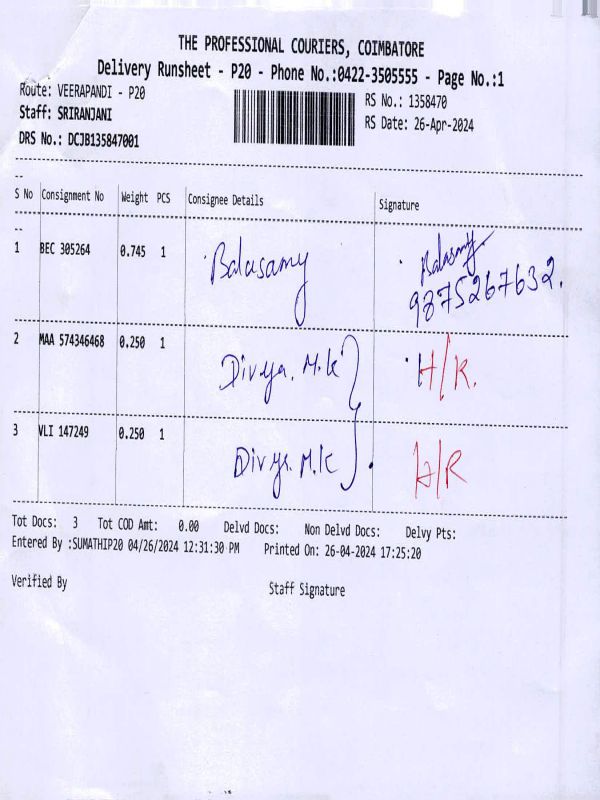 THE PROFESSIONAL COURIERS, COIMBATORE
Delivery Runsheet - P20 - Phone No.:0422-3505555 - Page No.:1
Route: VEERAPANDI - P20
Staff: SRIRANJANI
DRS No.: DCJB135847001
RS No.: 1358470
RS Date: 26-Apr-2024
--
S No Consignment No Weight PCS Consignee Details Signature
--
1 BEC 305264 0.745 1 Balasamy Balasamy
9875267632.
2 MAA 574346468 0.250 1 Divya. M.K H/R.
3 VLI 147249 0.250 1 Divya. M.K H/R
Tot Docs: 3 Tot COD Amt: 0.00 Delvd Docs: Non Delvd Docs: Delvy Pts:
Entered By :SUMATHIP20 04/26/2024 12:31:30 PM Printed On: 26-04-2024 17:25:20
Verified By Staff Signature